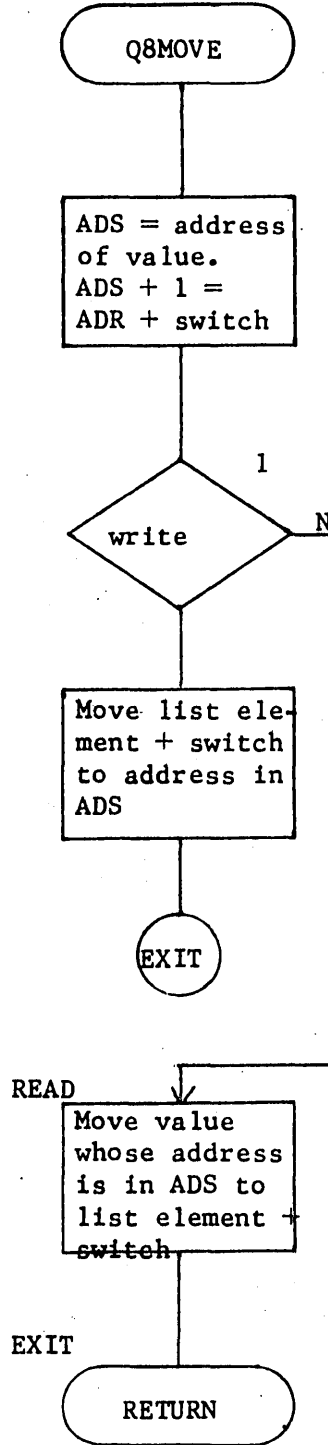 Q8MOVE
ADS = address
of value.
ADS + 1 =
ADR + switch
1
write
N
Move list ele-
ment + switch
to address in
ADS
EXIT
READ
Move value
whose address
is in ADS to
list element +
switch
EXIT
RETURN